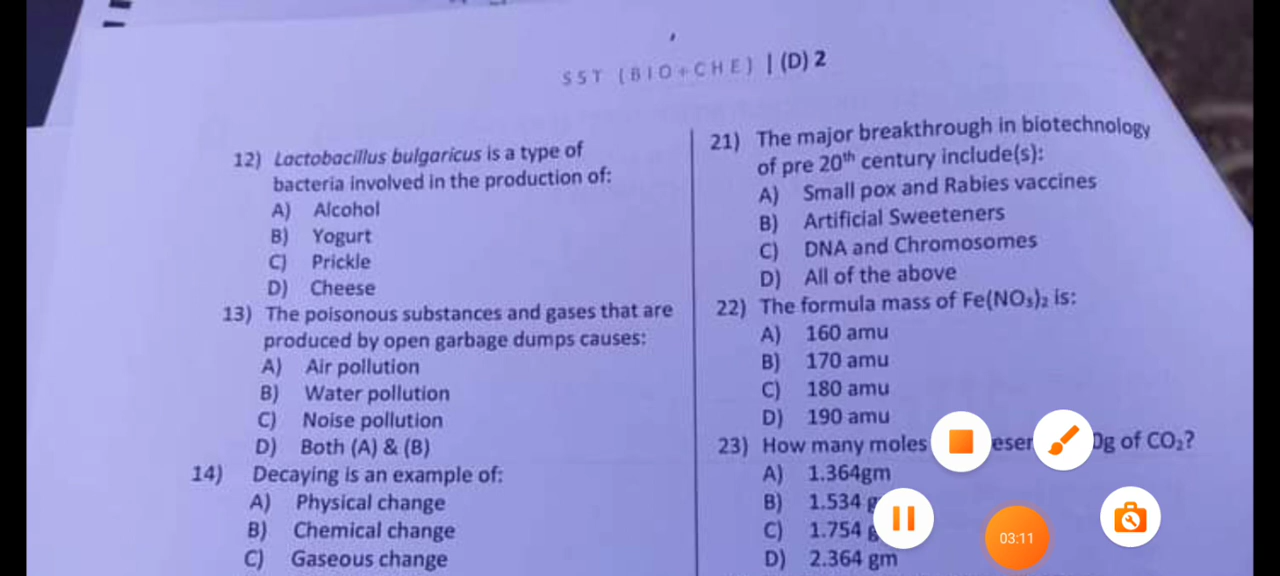 SST (BIO+CHE) | (D) 2
12) Lactobacillus bulgaricus is a type of
bacteria involved in the production of:
A) Alcohol
B) Yogurt
C) Prickle
D) Cheese
13) The poisonous substances and gases that are
produced by open garbage dumps causes:
A) Air pollution
B) Water pollution
C) Noise pollution
D) Both (A) & (B)
14) Decaying is an example of:
A) Physical change
B) Chemical change
C) Gaseous change
21) The major breakthrough in biotechnology
of pre 20th century include(s):
A) Small pox and Rabies vaccines
B) Artificial Sweeteners
C) DNA and Chromosomes
D) All of the above
22) The formula mass of Fe(NO₃)₂ is:
A) 160 amu
B) 170 amu
C) 180 amu
D) 190 amu
23) How many moles of CO₂?
A) 1.364gm
B) 1.534
C) 1.754
D) 2.364 gm
03:11